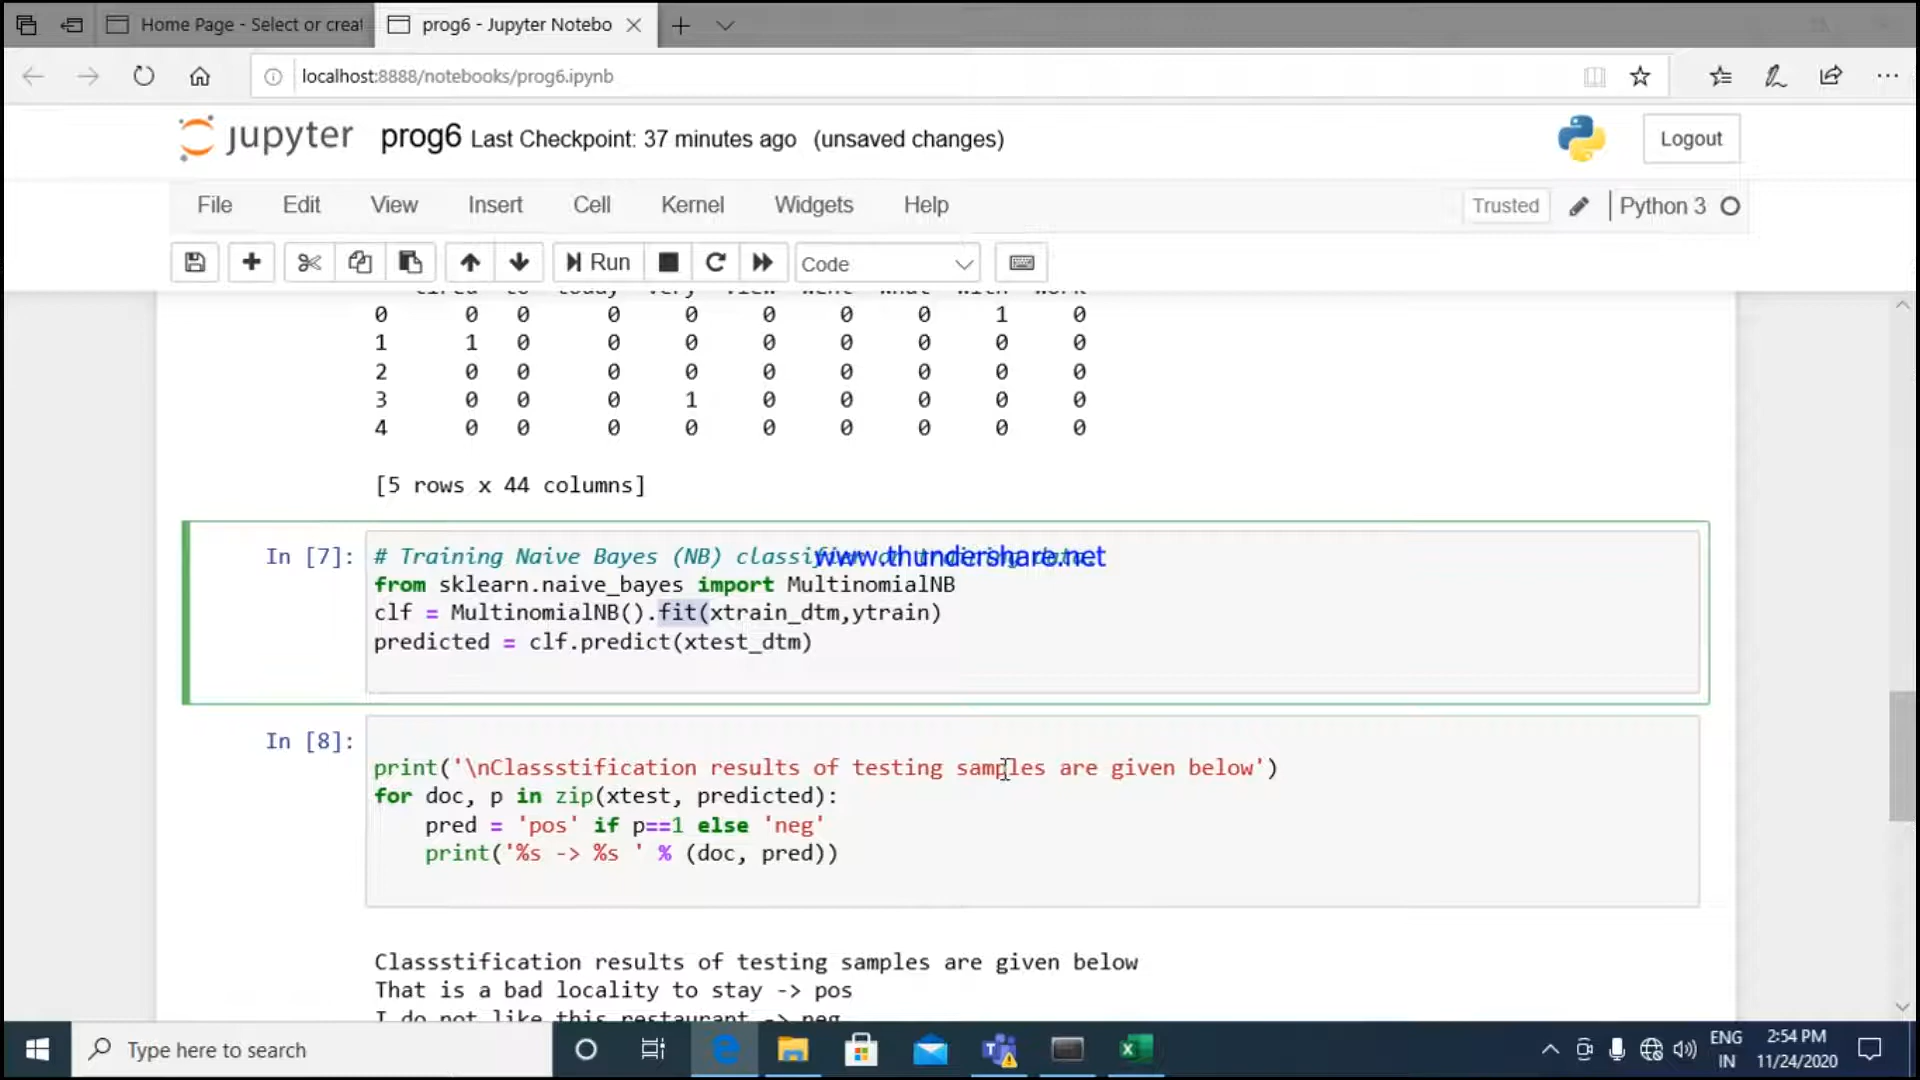 Home Page - Select or creat
prog6 - Jupyter Notebo
localhost:8888/notebooks/prog6.ipynb
jupyter prog6 Last Checkpoint: 37 minutes ago (unsaved changes)
Logout
File Edit View Insert Cell Kernel Widgets Help
Trusted
Python 3
Run
Code
today very view went what with work
0 0 0 0 0 0 0 0 1 0
1 1 0 0 0 0 0 0 0 0
2 0 0 0 0 0 0 0 0 0
3 0 0 0 1 0 0 0 0 0
4 0 0 0 0 0 0 0 0 0
[5 rows x 44 columns]
In [7]:
# Training Naive Bayes (NB) classif
www.thundershare.net
from sklearn.naive_bayes import MultinomialNB
clf = MultinomialNB().fit(xtrain_dtm,ytrain)
predicted = clf.predict(xtest_dtm)
In [8]:
print('\nClassstification results of testing samples are given below')
for doc, p in zip(xtest, predicted):
pred = 'pos' if p==1 else 'neg'
print('%s -> %s ' % (doc, pred))
Classstification results of testing samples are given below
That is a bad locality to stay -> pos
I do not like this restaurant -> neg
Type here to search
ENG
IN
2:54 PM
11/24/2020